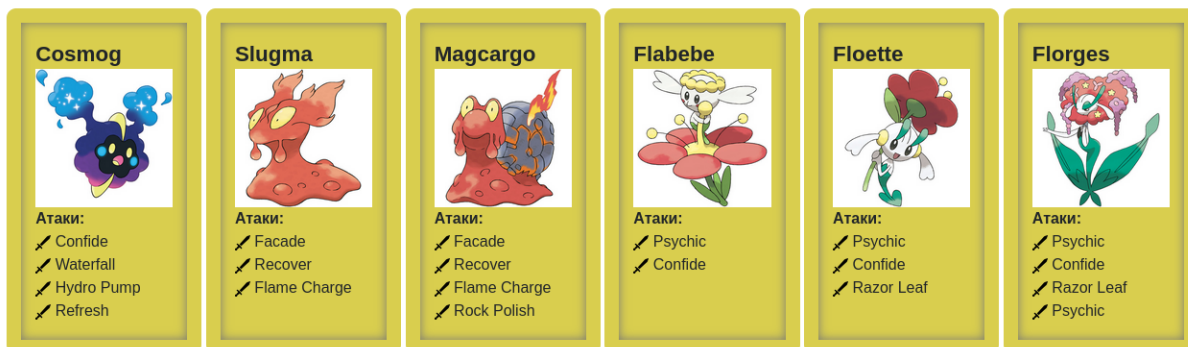 Cosmog
Атаки:
Confide
Waterfall
Hydro Pump
Refresh
Slugma
Атаки:
Facade
Recover
Flame Charge
Magcargo
Атаки:
Facade
Recover
Flame Charge
Rock Polish
Flabebe
Атаки:
Psychic
Confide
Floette
Атаки:
Psychic
Confide
Razor Leaf
Florges
Атаки:
Psychic
Confide
Razor Leaf
Psychic